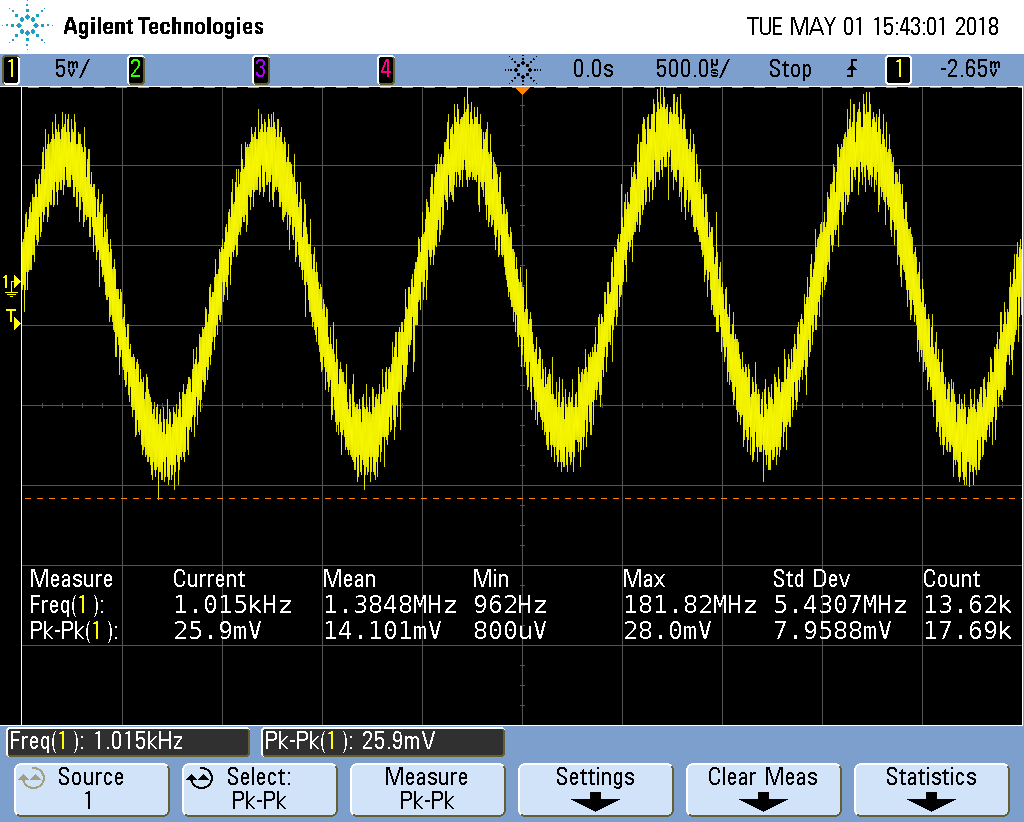 Agilent Technologies TUE MAY 01 15:43:01 2018
1 5mV/ 2 3 4 0.0s 500.0µs/ Stop 1 -2.65mV
1
T
Measure Current Mean Min Max Std Dev Count
Freq(1): 1.015kHz 1.3848MHz 962Hz 181.82MHz 5.4307MHz 13.62k
Pk-Pk(1): 25.9mV 14.101mV 800uV 28.0mV 7.9588mV 17.69k
Freq(1): 1.015kHz Pk-Pk(1): 25.9mV
Source Select: Measure Settings Clear Meas Statistics
1 Pk-Pk Pk-Pk